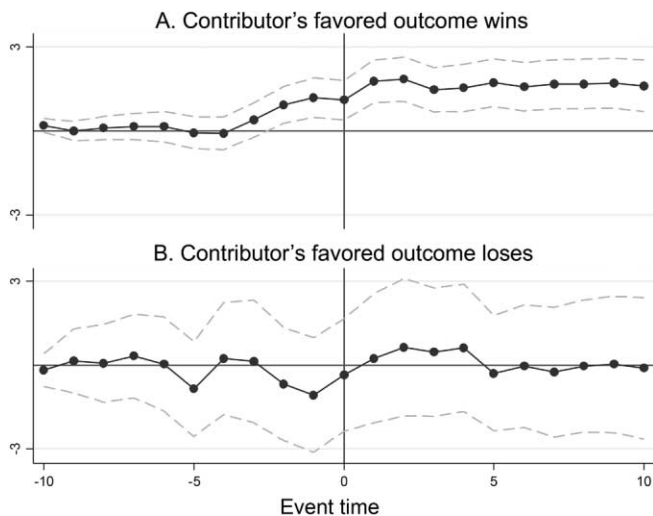 A. Contributor's favored outcome wins
3
-3
B. Contributor's favored outcome loses
3
-3
-10 -5 0 5 10
Event time